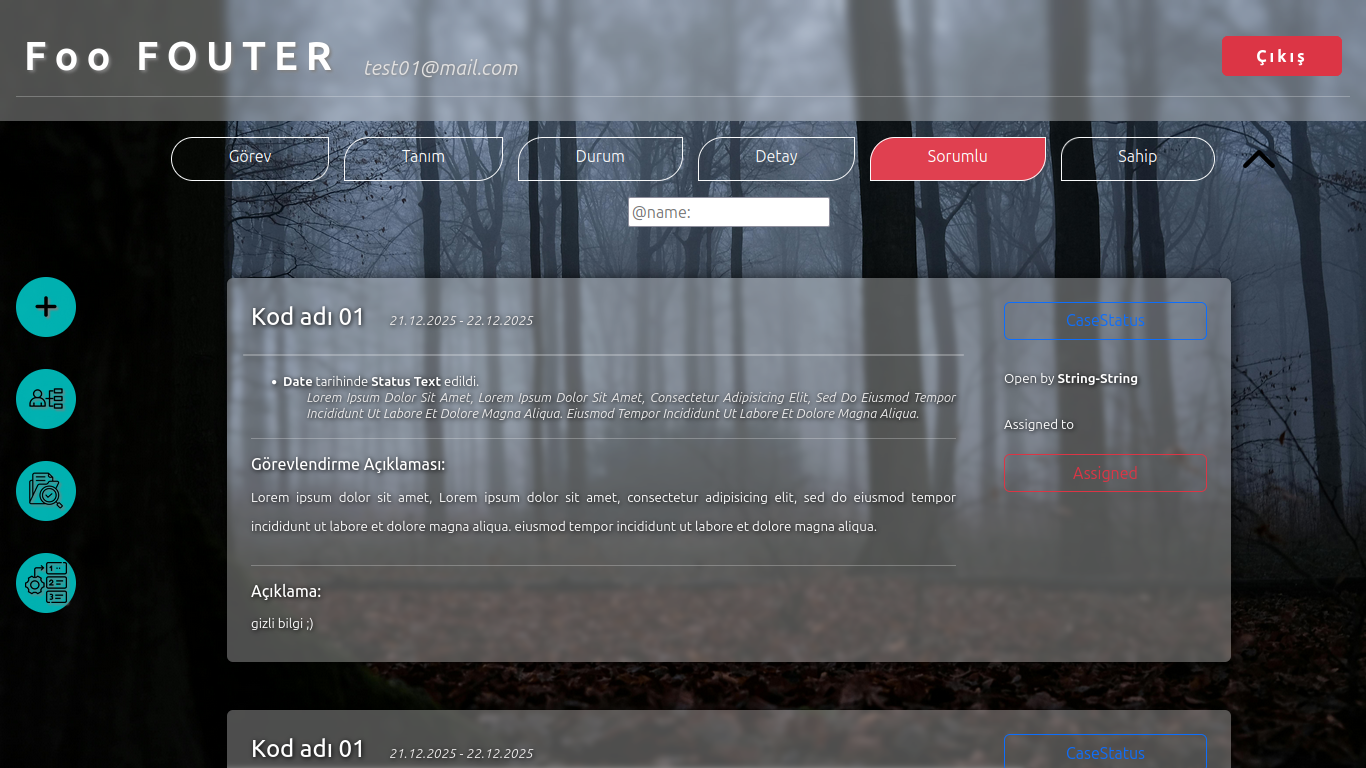 Foo FOUTER
test01@mail.com
Çıkış
Görev
Tanım
Durum
Detay
Sorumlu
Sahip
@name:
Kod adı 01
21.12.2025 - 22.12.2025
CaseStatus
Date tarihinde Status Text edildi.
Lorem Ipsum Dolor Sit Amet, Lorem Ipsum Dolor Sit Amet, Consectetur Adipisicing Elit, Sed Do Eiusmod Tempor
Incididunt Ut Labore Et Dolore Magna Aliqua. Eiusmod Tempor Incididunt Ut Labore Et Dolore Magna Aliqua.
Open by String-String
Assigned to
Assigned
Görevlendirme Açıklaması:
Lorem ipsum dolor sit amet, Lorem ipsum dolor sit amet, consectetur adipisicing elit, sed do eiusmod tempor
incididunt ut labore et dolore magna aliqua. eiusmod tempor incididunt ut labore et dolore magna aliqua.
Açıklama:
gizli bilgi ;)
Kod adı 01
21.12.2025 - 22.12.2025
CaseStatus
1
2
3